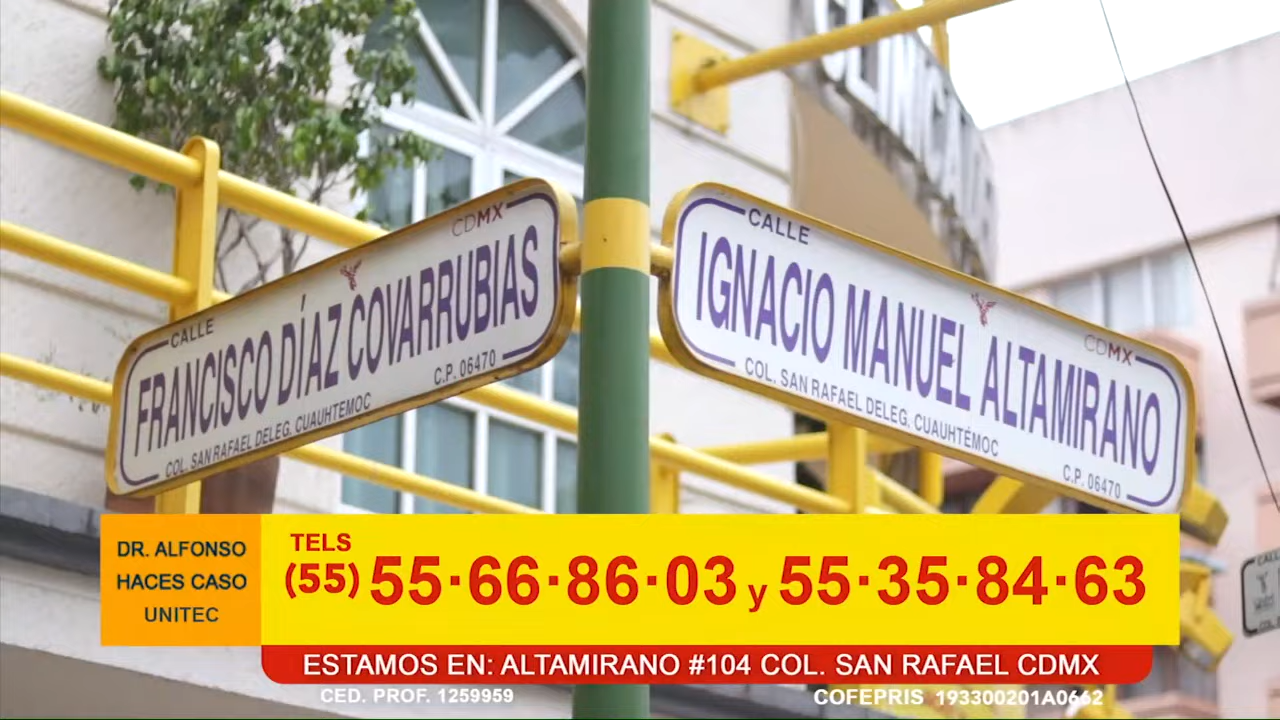 CLINICA
CDMX
CALLE
FRANCISCO DÍAZ COVARRUBIAS
C.P. 06470
COL. SAN RAFAEL DELEG. CUAUHTEMOC
CALLE
IGNACIO MANUEL ALTAMIRANO
CDMX
COL. SAN RAFAEL DELEG. CUAUHTÉMOC
C.P. 06470
DR. ALFONSO
HACES CASO
UNITEC
TELS
(55) 55·66·86·03 y 55·35·84·63
ESTAMOS EN: ALTAMIRANO #104 COL. SAN RAFAEL CDMX
CED. PROF. 1259959
COFEPRIS 193300201A0662